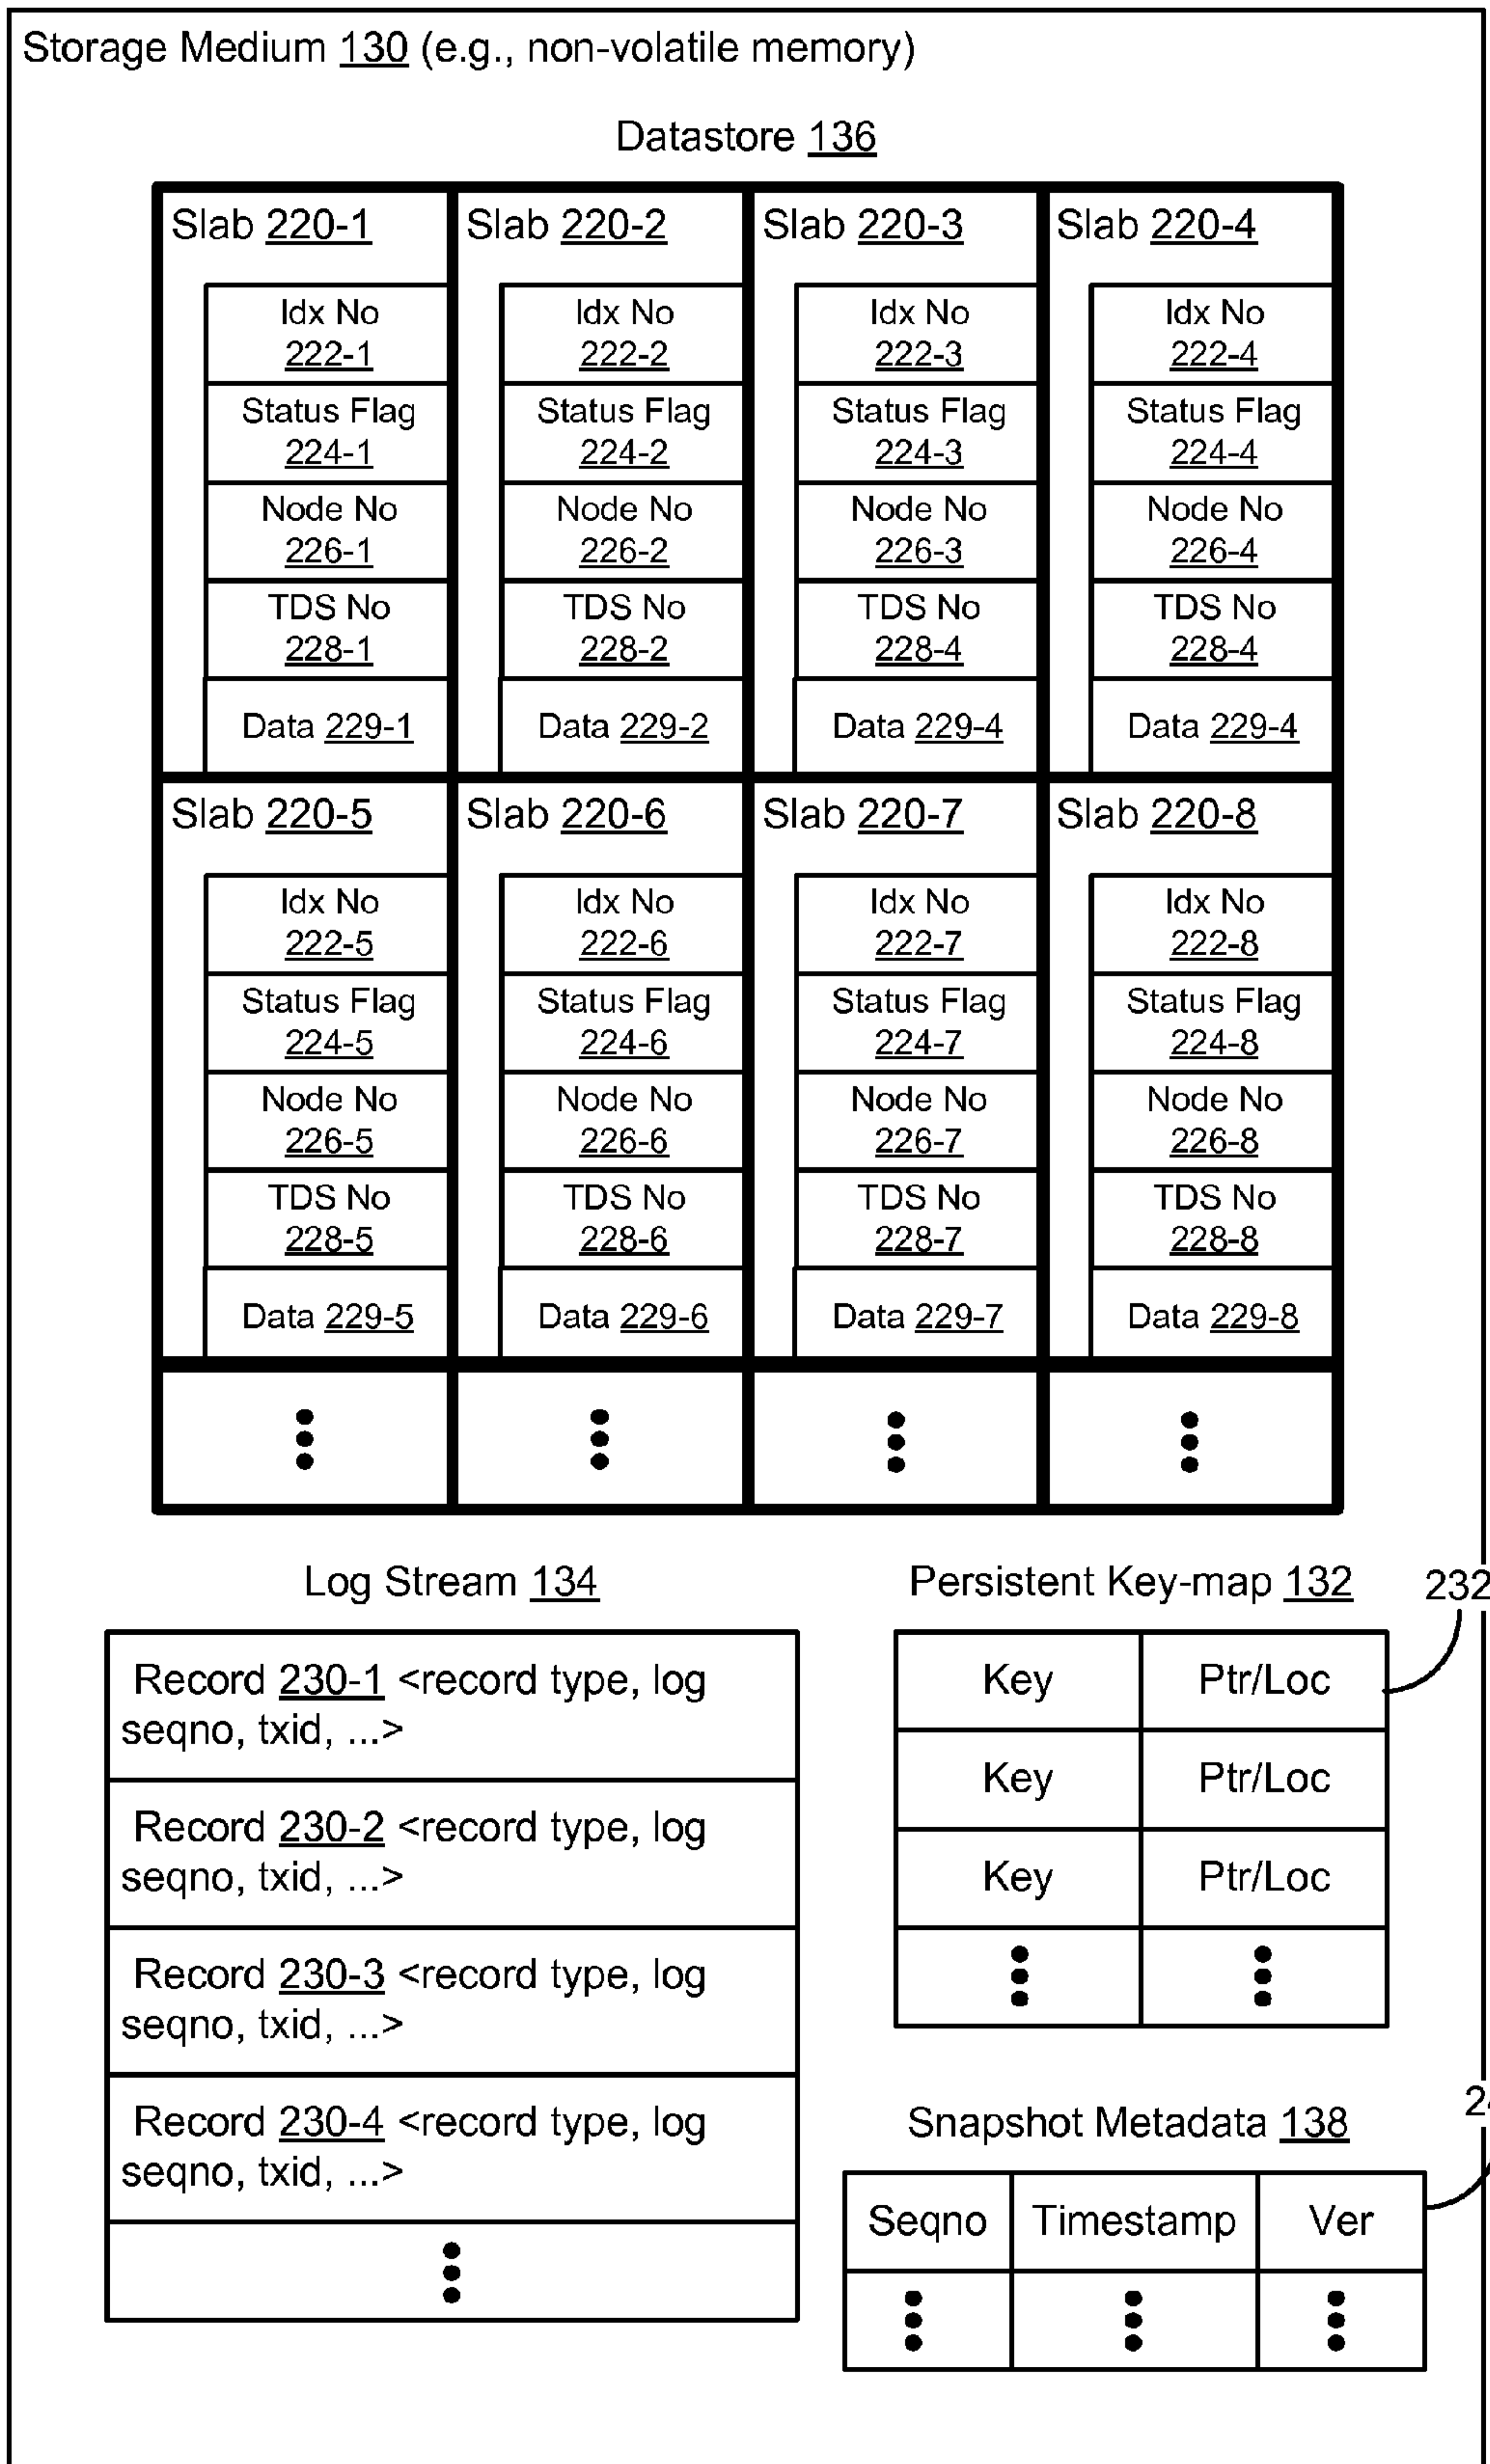 Storage Medium 130 (e.g., non-volatile memory)
Datastore 136
Slab 220-1
Idx No
222-1
Status Flag
224-1
Node No
226-1
TDS No
228-1
Data 229-1
Slab 220-2
Idx No
222-2
Status Flag
224-2
Node No
226-2
TDS No
228-2
Data 229-2
Slab 220-3
Idx No
222-3
Status Flag
224-3
Node No
226-3
TDS No
228-4
Data 229-4
Slab 220-4
Idx No
222-4
Status Flag
224-4
Node No
226-4
TDS No
228-4
Data 229-4
Slab 220-5
Idx No
222-5
Status Flag
224-5
Node No
226-5
TDS No
228-5
Data 229-5
Slab 220-6
Idx No
222-6
Status Flag
224-6
Node No
226-6
TDS No
228-6
Data 229-6
Slab 220-7
Idx No
222-7
Status Flag
224-7
Node No
226-7
TDS No
228-7
Data 229-7
Slab 220-8
Idx No
222-8
Status Flag
224-8
Node No
226-8
TDS No
228-8
Data 229-8
Log Stream 134
Record 230-1 <record type, log
seqno, txid, ...>
Record 230-2 <record type, log
seqno, txid, ...>
Record 230-3 <record type, log
seqno, txid, ...>
Record 230-4 <record type, log
seqno, txid, ...>
Persistent Key-map 132
232
Key Ptr/Loc
Key Ptr/Loc
Key Ptr/Loc
Snapshot Metadata 138
Seqno Timestamp Ver